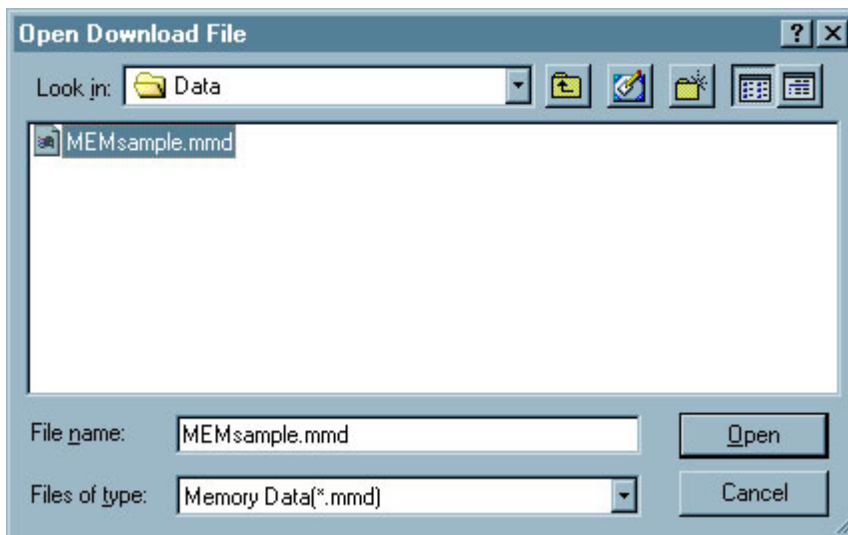 Open Download File
Look in: Data
MEMsample.mmd
File name: MEMsample.mmd Open
Files of type: Memory Data(*.mmd) Cancel